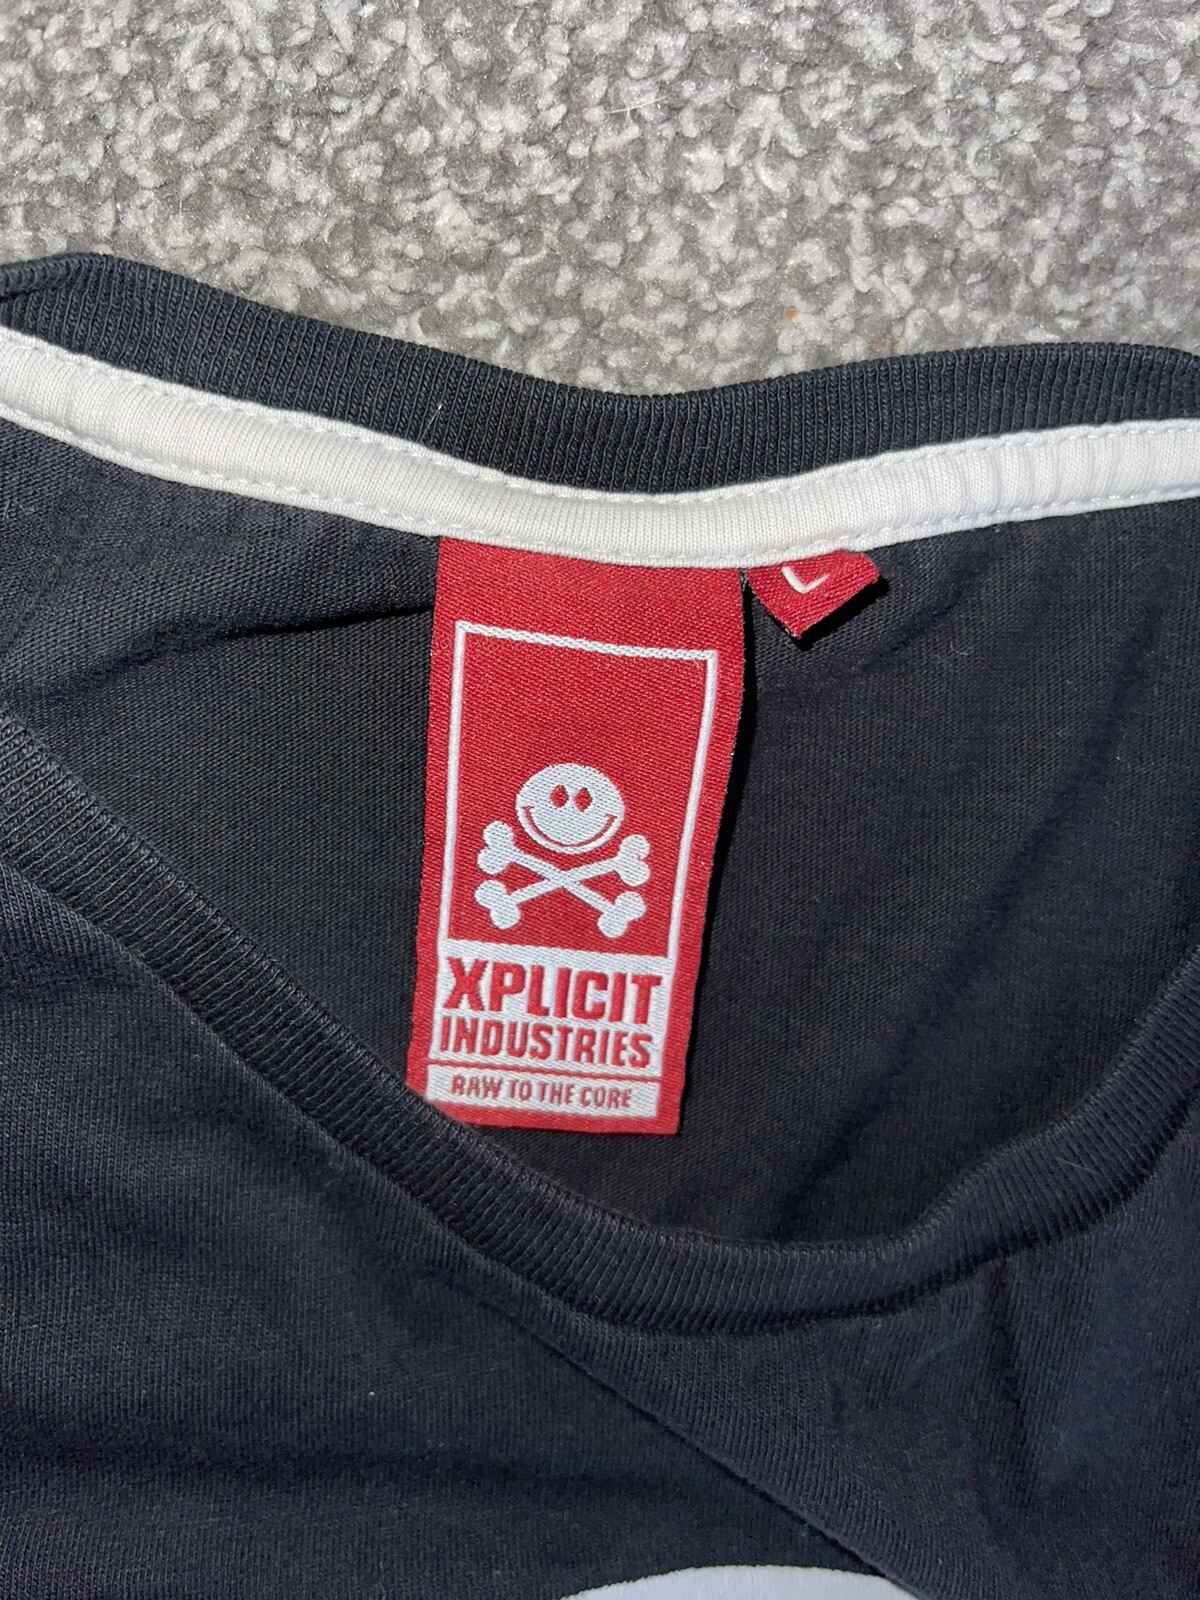 L
XPLICIT
INDUSTRIES
RAW TO THE CORE